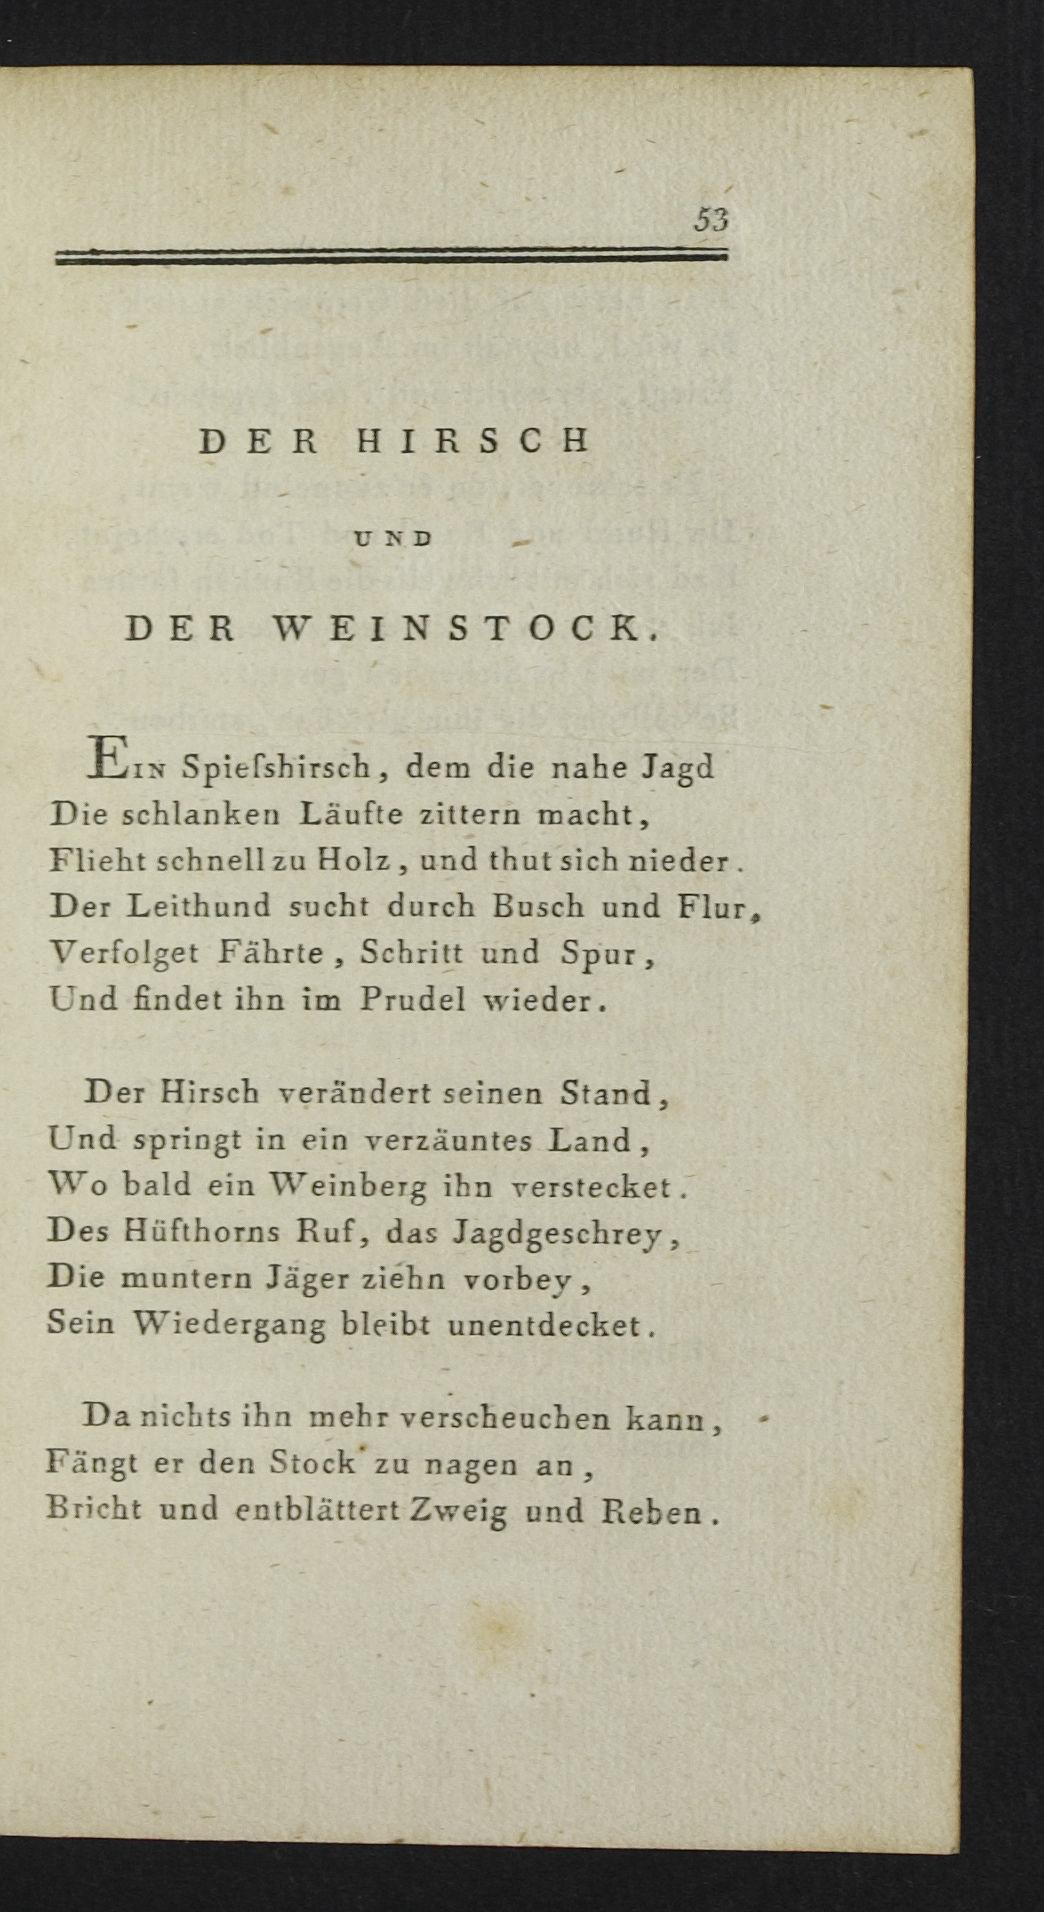 53
DER HIRSCH
UND
DER WEINSTOCK.
EIN Spieſshirsch, dem die nahe Jagd
Die schlanken Läufte zittern macht,
Flieht schnell zu Holz, und thut sich nieder.
Der Leithund sucht durch Busch und Flur,
Verfolget Fährte, Schritt und Spur,
Und findet ihn im Prudel wieder.
Der Hirsch verändert seinen Stand,
Und springt in ein verzäuntes Land,
Wo bald ein Weinberg ihn verstecket.
Des Hüfthorns Ruf, das Jagdgeschrey,
Die muntern Jäger ziehn vorbey,
Sein Wiedergang bleibt unentdecket.
Da nichts ihn mehr verscheuchen kann,
Fängt er den Stock zu nagen an,
Bricht und entblättert Zweig und Reben.